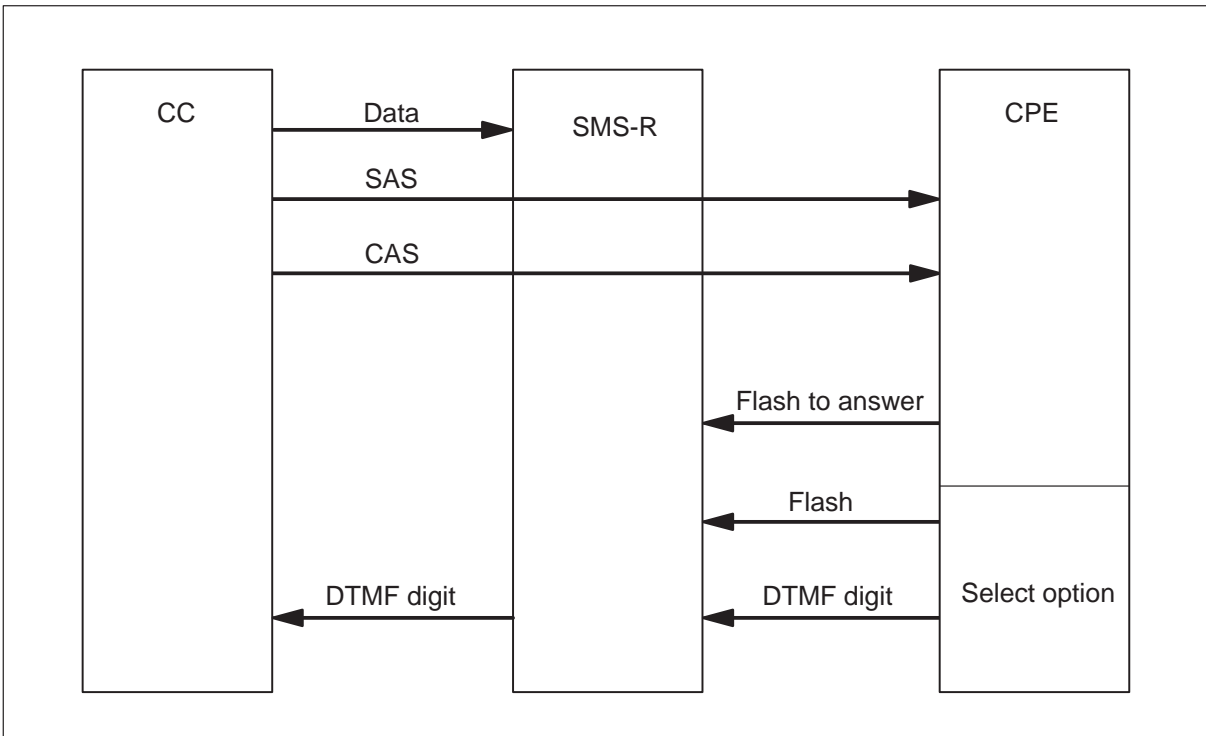 CC
Data
SMS-R
CPE
SAS
CAS
Flash to answer
Flash
DTMF digit
DTMF digit
Select option